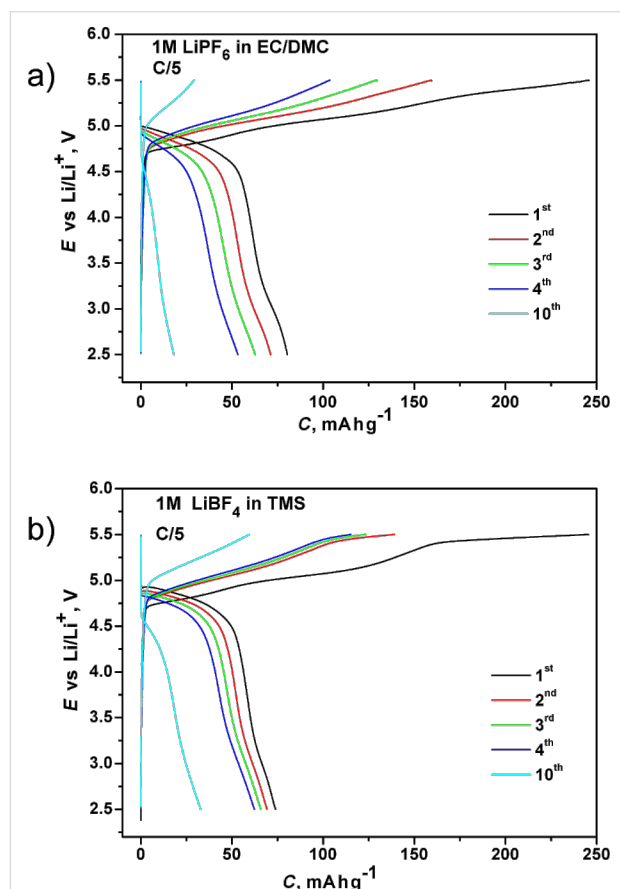 a)
1M LiPF6 in EC/DMC
C/5
E vs Li/Li+, V
6.0
5.5
5.0
4.5
4.0
3.5
3.0
2.5
1st
2nd
3rd
4th
10th
0 50 100 150 200 250
C, mAhg-1
b)
1M LiBF4 in TMS
C/5
E vs Li/Li+, V
6.0
5.5
5.0
4.5
4.0
3.5
3.0
2.5
1st
2nd
3rd
4th
10th
0 50 100 150 200 250
C, mAhg-1